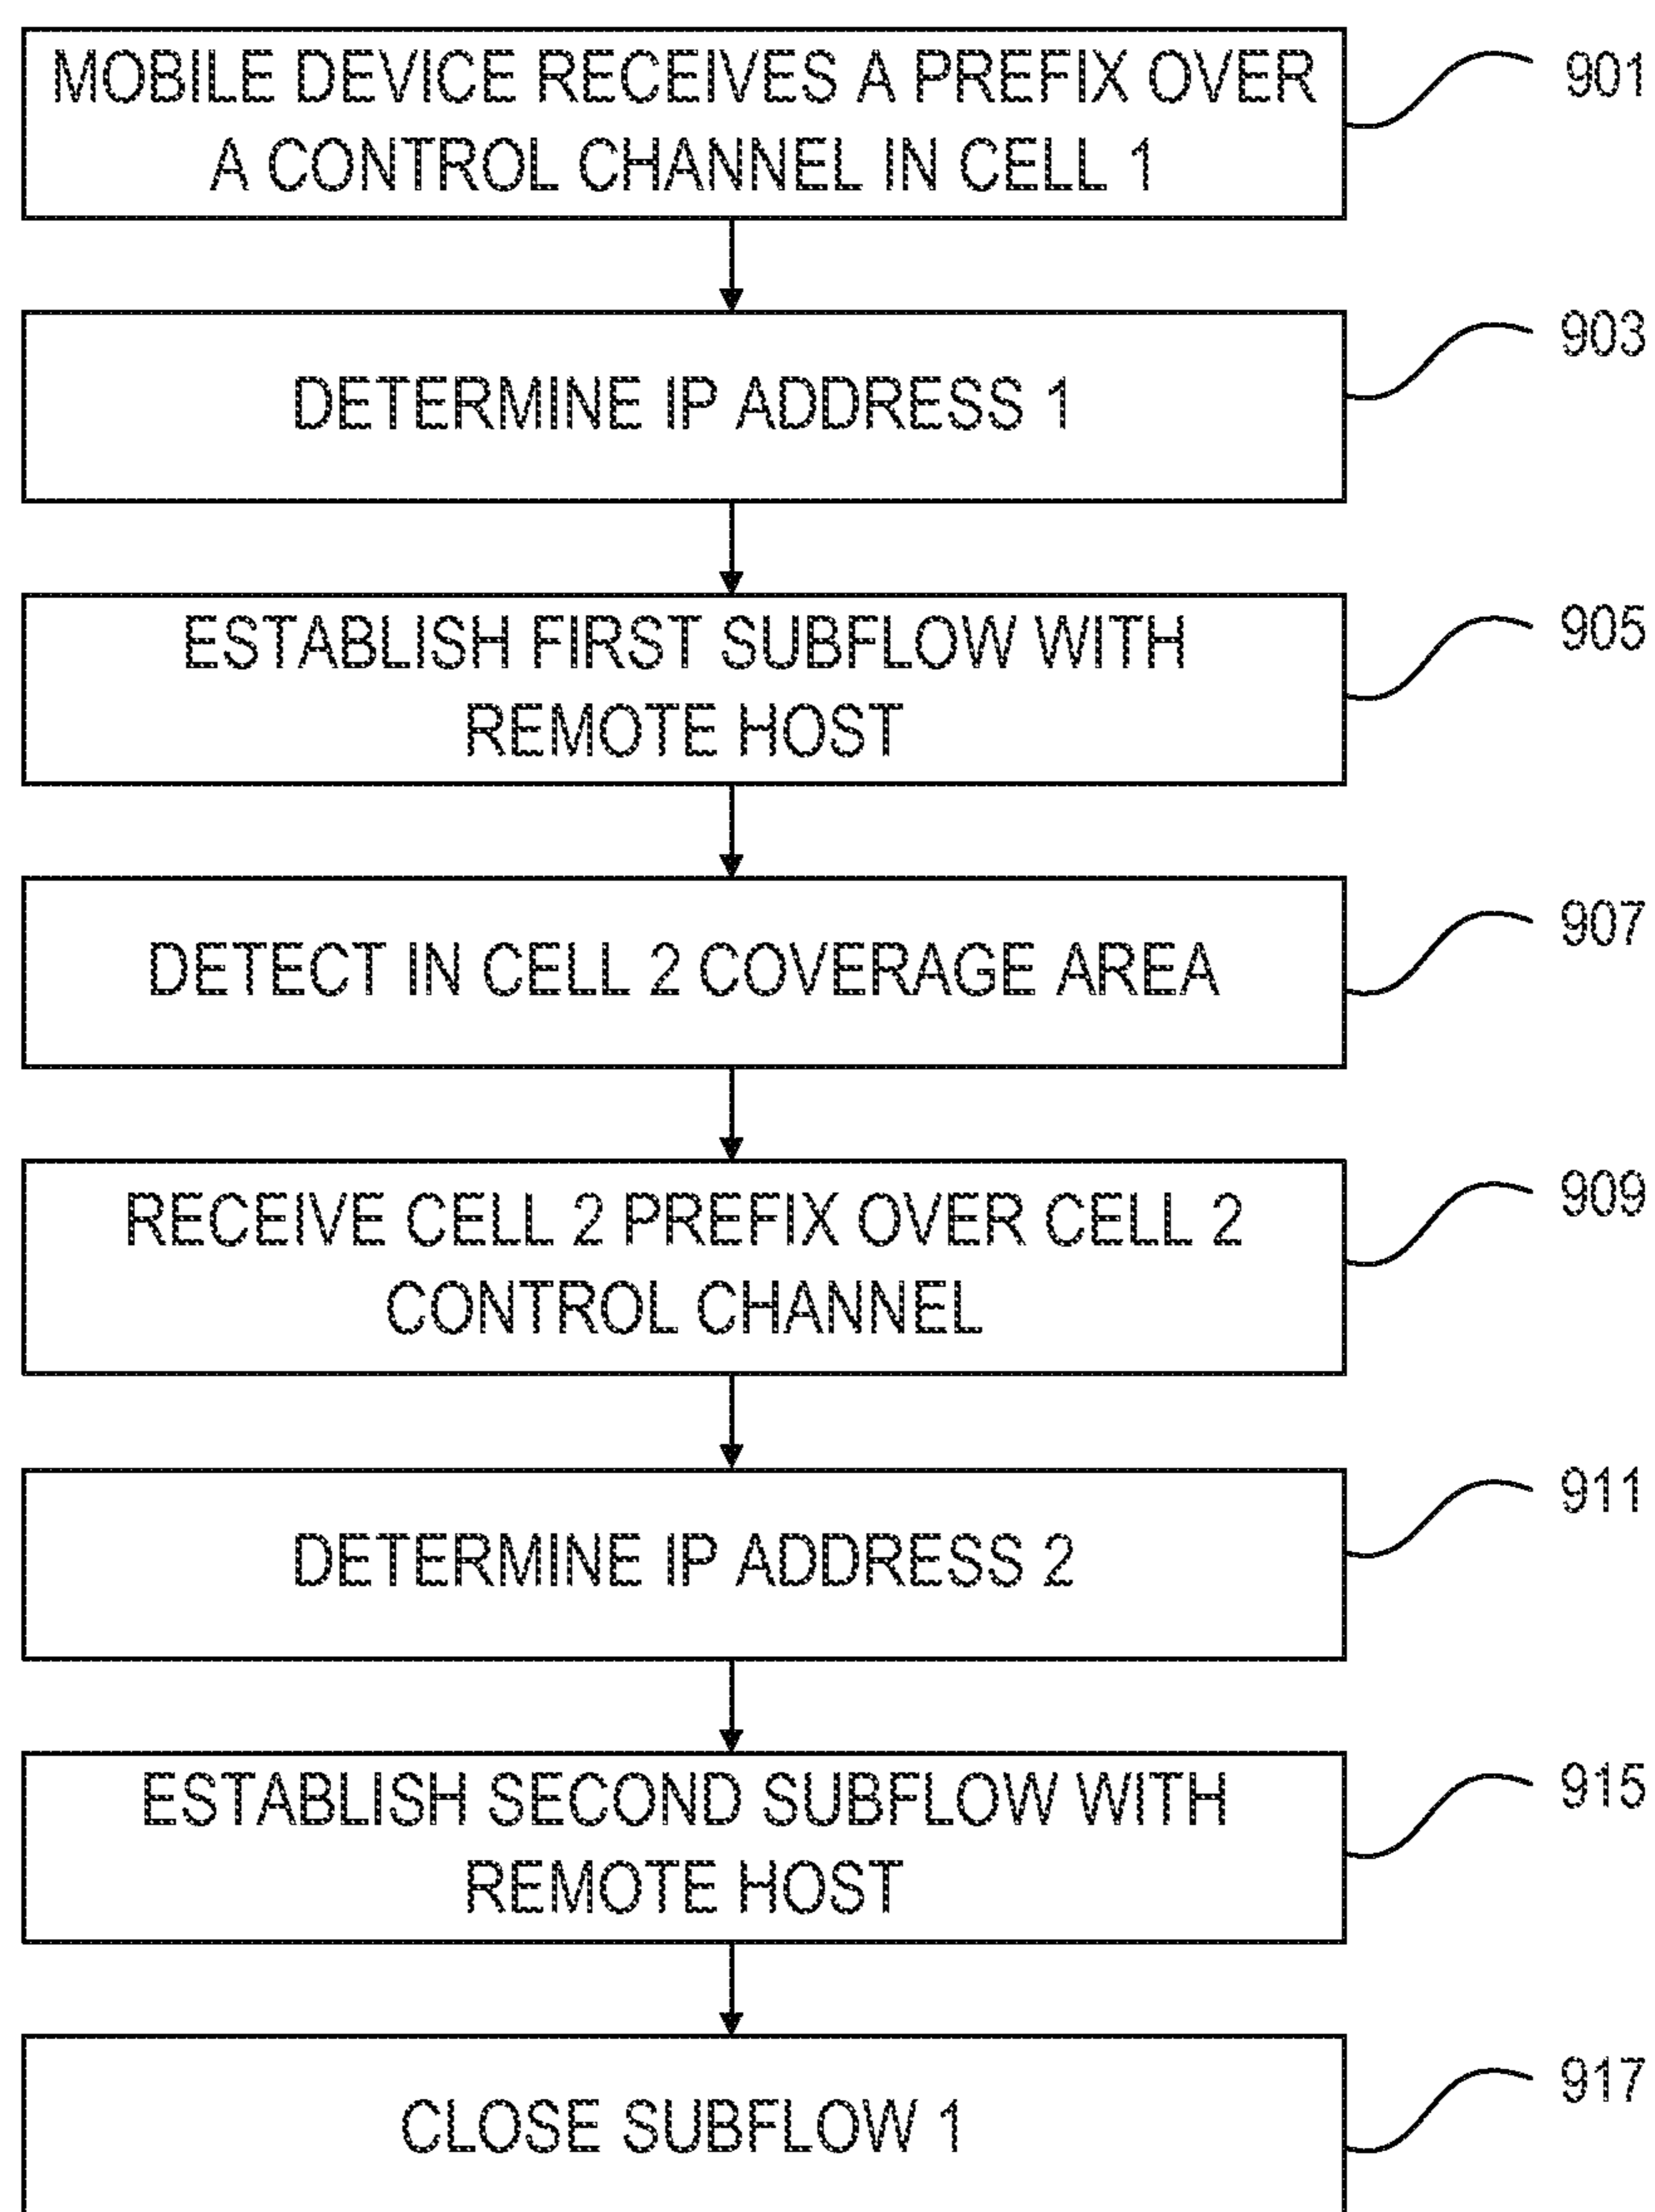 MOBILE DEVICE RECEIVES A PREFIX OVER
A CONTROL CHANNEL IN CELL 1
901
DETERMINE IP ADDRESS 1
903
ESTABLISH FIRST SUBFLOW WITH
REMOTE HOST
905
DETECT IN CELL 2 COVERAGE AREA
907
RECEIVE CELL 2 PREFIX OVER CELL 2
CONTROL CHANNEL
909
DETERMINE IP ADDRESS 2
911
ESTABLISH SECOND SUBFLOW WITH
REMOTE HOST
915
CLOSE SUBFLOW 1
917